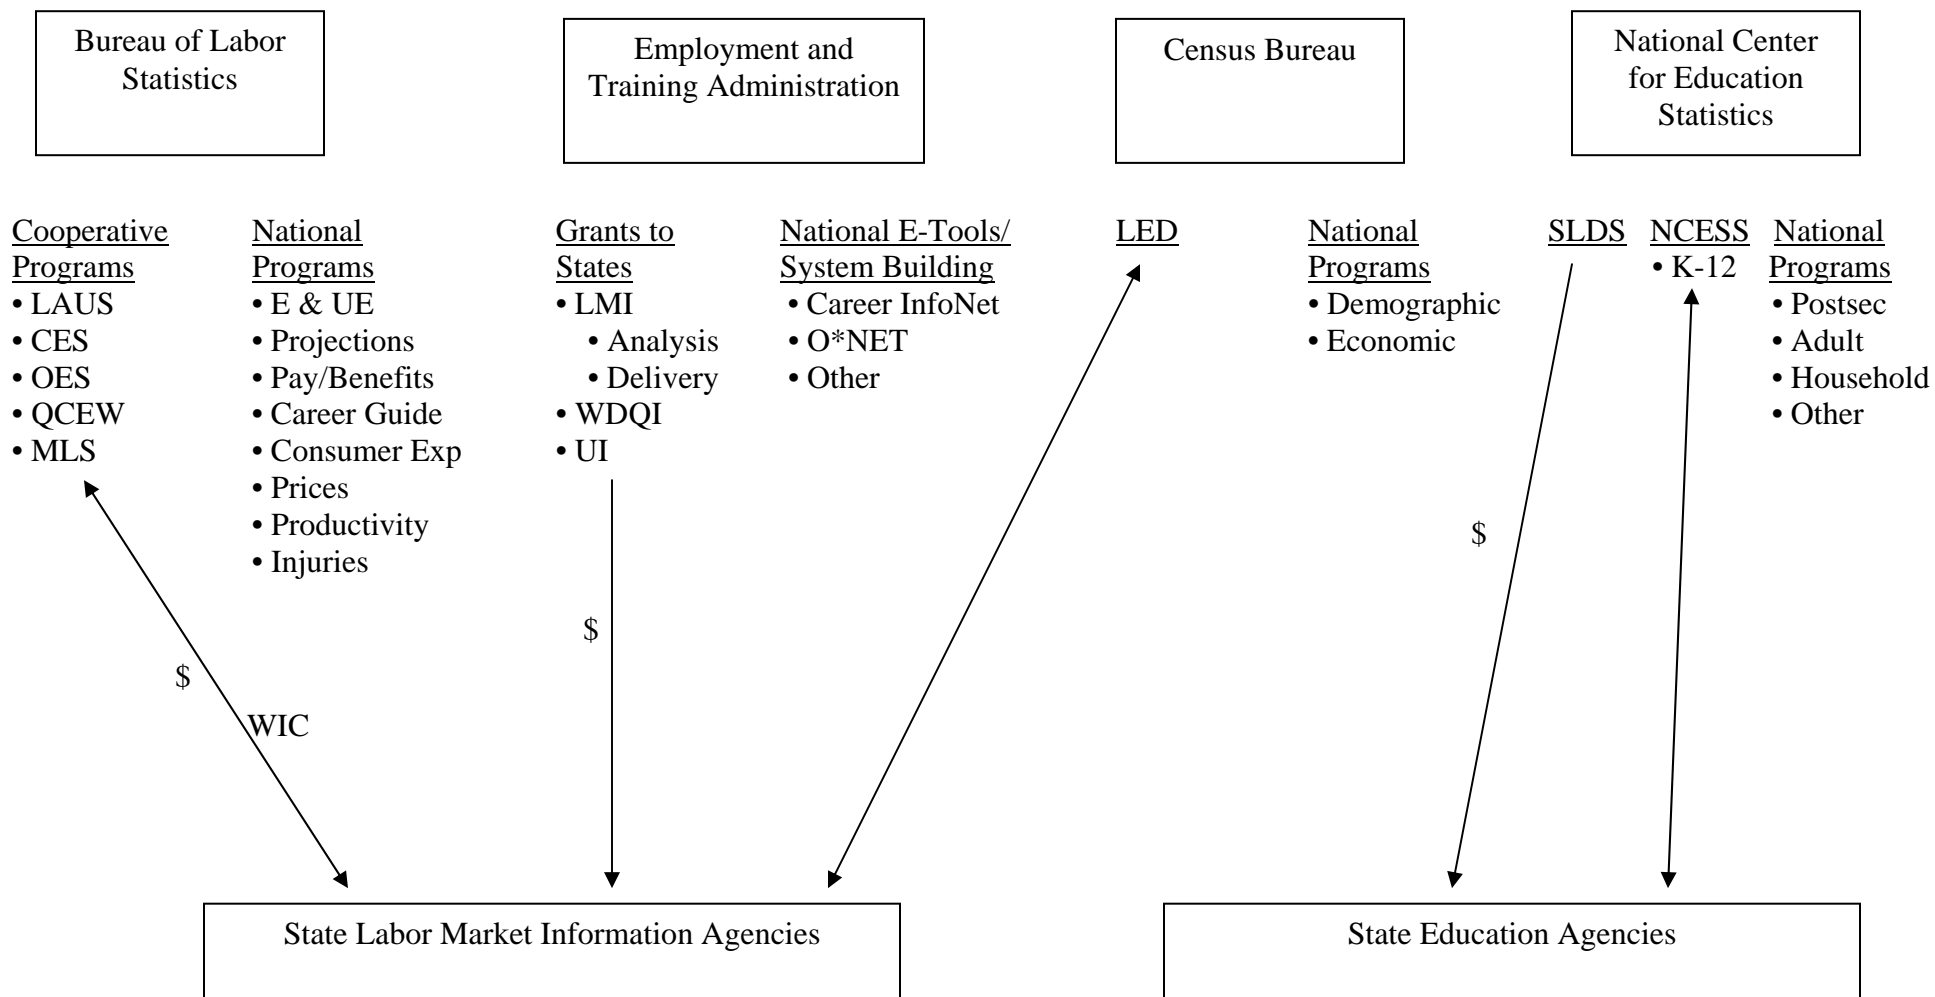 Bureau of Labor
Statistics
Employment and
Training Administration
Census Bureau
National Center
for Education
Statistics
Cooperative
Programs
• LAUS
• CES
• OES
• QCEW
• MLS
National
Programs
• E & UE
• Projections
• Pay/Benefits
• Career Guide
• Consumer Exp
• Prices
• Productivity
• Injuries
Grants to
States
• LMI
• Analysis
• Delivery
• WDQI
• UI
National E-Tools/
System Building
• Career InfoNet
• O*NET
• Other
LED
National
Programs
• Demographic
• Economic
SLDS
NCESS
• K-12
National
Programs
• Postsec
• Adult
• Household
• Other
$
WIC
$
$
State Labor Market Information Agencies
State Education Agencies